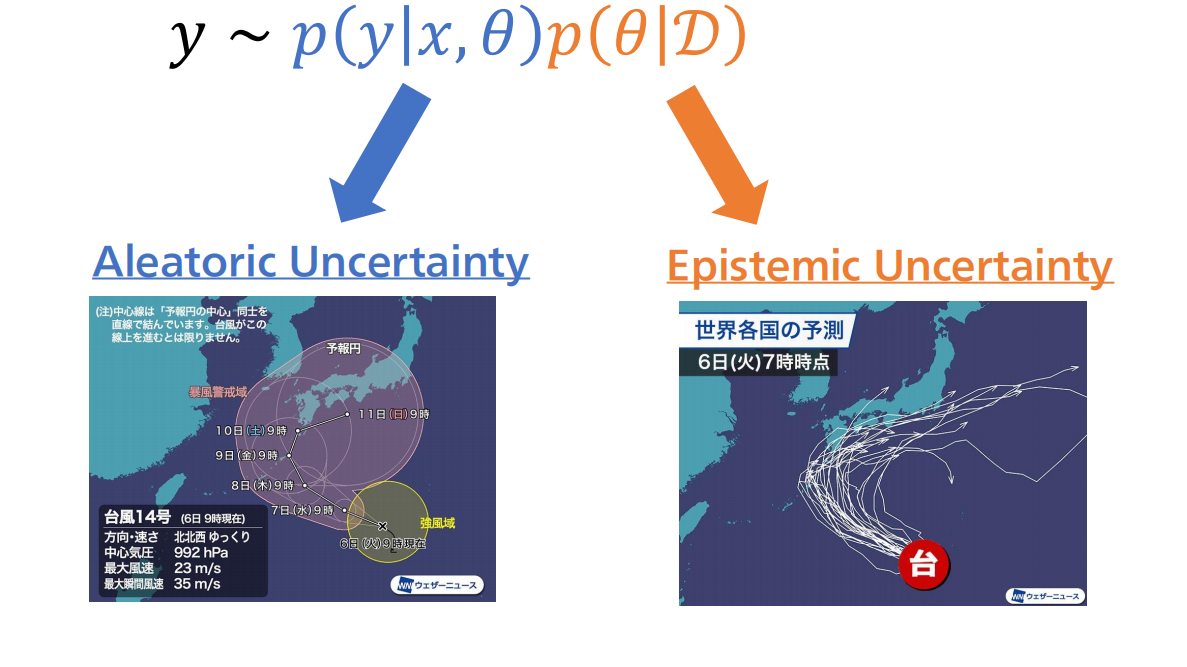 y ~ p(y|x, θ)p(θ|𝒟)
Aleatoric Uncertainty
Epistemic Uncertainty
(注)中心線は「予報円の中心」同士を
直線で結んでいます。台風がこの
線上を進むとは限りません。
予報円
暴風警戒域
11日(日)9時
10日(土)9時
9日(金)9時
8日(木)9時
7日(水)9時
強風域
6日(火)9時現在
台風14号 (6日 9時現在)
方向・速さ 北北西 ゆっくり
中心気圧 992 hPa
最大風速 23 m/s
最大瞬間風速 35 m/s
WN ウェザーニュース
世界各国の予測
6日(火)7時時点
台
WN ウェザーニュース